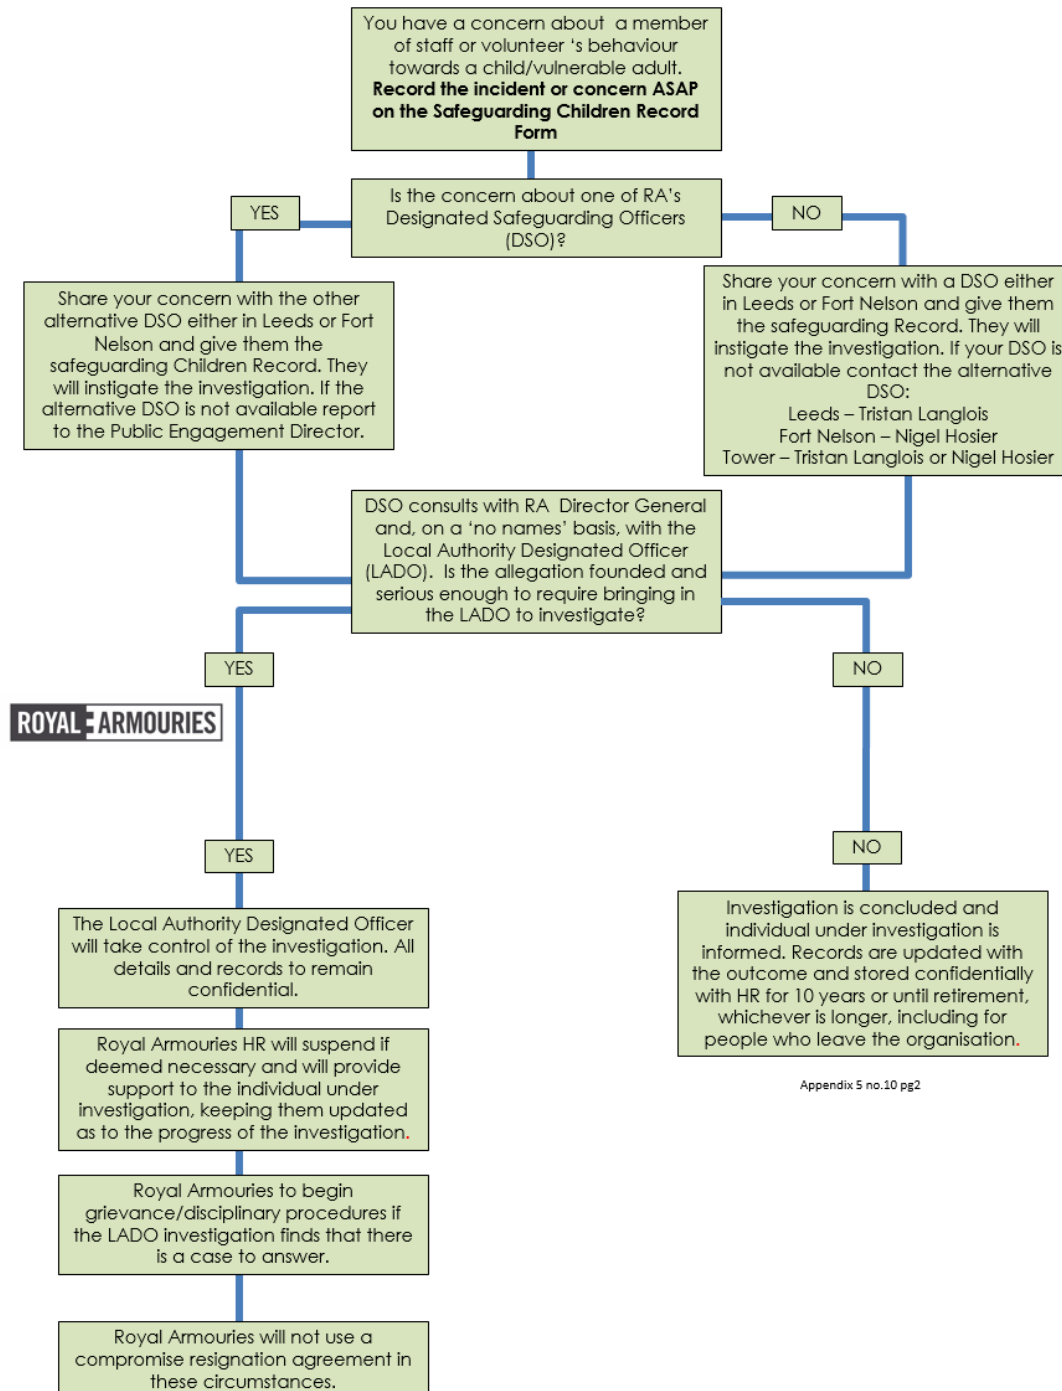 You have a concern about a member
of staff or volunteer ‘s behaviour
towards a child/vulnerable adult.
Record the incident or concern ASAP
on the Safeguarding Children Record
Form
Is the concern about one of RA’s
Designated Safeguarding Officers
(DSO)?
YES
NO
Share your concern with the other
alternative DSO either in Leeds or Fort
Nelson and give them the
safeguarding Children Record. They
will instigate the investigation. If the
alternative DSO is not available report
to the Public Engagement Director.
Share your concern with a DSO either
in Leeds or Fort Nelson and give them
the safeguarding Record. They will
instigate the investigation. If your DSO is
not available contact the alternative
DSO:
Leeds – Tristan Langlois
Fort Nelson – Nigel Hosier
Tower – Tristan Langlois or Nigel Hosier
DSO consults with RA Director General
and, on a ‘no names’ basis, with the
Local Authority Designated Officer
(LADO). Is the allegation founded and
serious enough to require bringing in
the LADO to investigate?
YES
NO
ROYAL ARMOURIES
YES
NO
The Local Authority Designated Officer
will take control of the investigation. All
details and records to remain
confidential.
Royal Armouries HR will suspend if
deemed necessary and will provide
support to the individual under
investigation, keeping them updated
as to the progress of the investigation.
Royal Armouries to begin
grievance/disciplinary procedures if
the LADO investigation finds that there
is a case to answer.
Royal Armouries will not use a
compromise resignation agreement in
these circumstances.
Investigation is concluded and
individual under investigation is
informed. Records are updated with
the outcome and stored confidentially
with HR for 10 years or until retirement,
whichever is longer, including for
people who leave the organisation.
Appendix 5 no.10 pg2